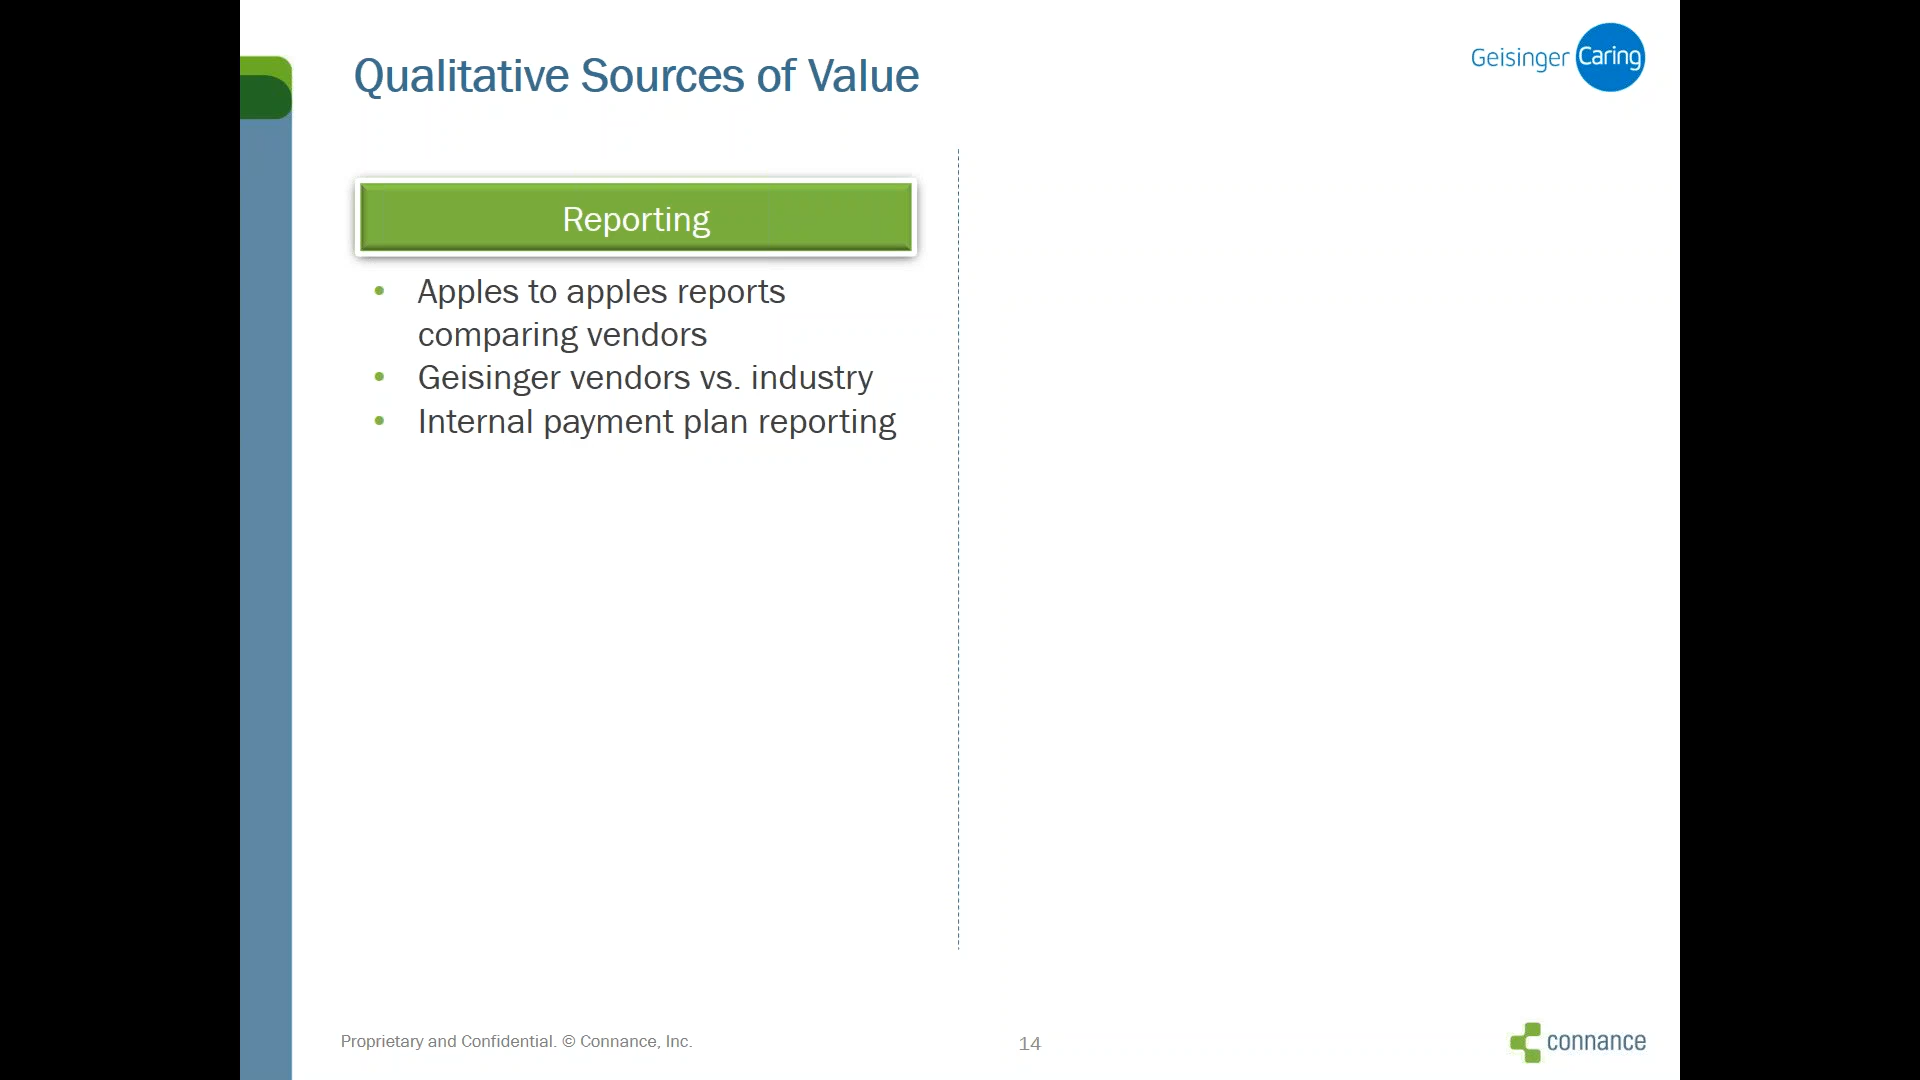 Qualitative Sources of Value
Geisinger Caring
Reporting
• Apples to apples reports
comparing vendors
• Geisinger vendors vs. industry
• Internal payment plan reporting
Proprietary and Confidential. © Connance, Inc.
14
connance